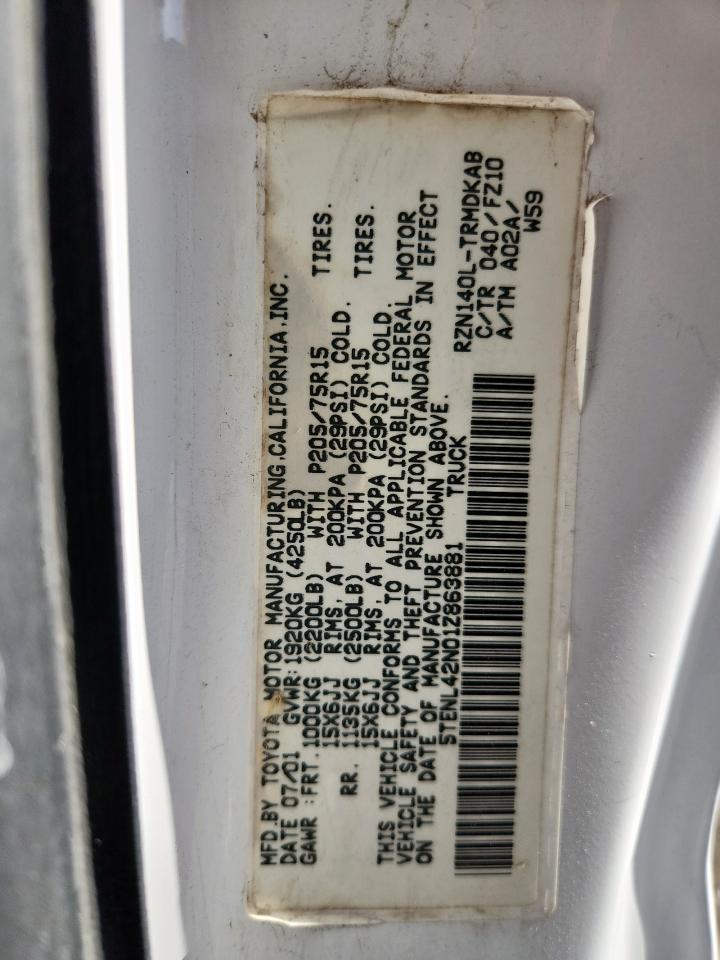 MFD.BY TOYOTA MOTOR MANUFACTURING,CALIFORNIA,INC.
DATE 07/01 GVWR:1920KG (4250LB)
GAWR :FRT.1000KG (2200LB) WITH P205/75R15 TIRES.
15X6JJ RIMS, AT 200KPA (29PSI) COLD.
RR. 1135KG (2500LB) WITH P205/75R15 TIRES.
15X6JJ RIMS, AT 200KPA (29PSI) COLD.
THIS VEHICLE CONFORMS TO ALL APPLICABLE FEDERAL MOTOR
VEHICLE SAFETY AND THEFT PREVENTION STANDARDS IN EFFECT
ON THE DATE OF MANUFACTURE SHOWN ABOVE.
5TENL42N01Z863881 TRUCK
RZN140L-TRMDKAB
C/TR 040/FZ10
A/TM A02A/
W59